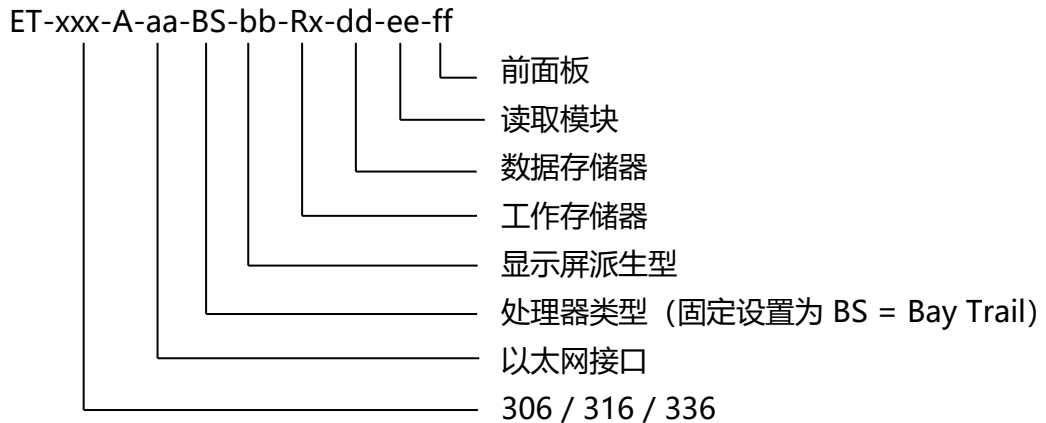 ET-xxx-A-aa-BS-bb-Rx-dd-ee-ff
前面板
读取模块
数据存储器
工作存储器
显示屏派生型
处理器类型（固定设置为 BS = Bay Trail）
以太网接口
306 / 316 / 336